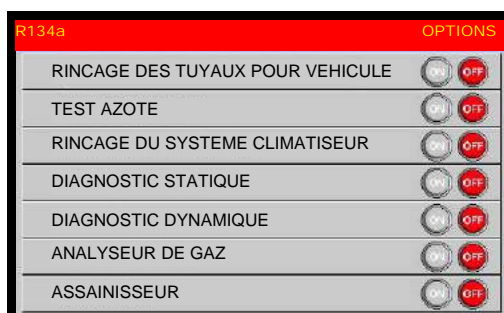 R134a OPTIONS
RINCAGE DES TUYAUX POUR VEHICULE ON OFF
TEST AZOTE ON OFF
RINCAGE DU SYSTEME CLIMATISEUR ON OFF
DIAGNOSTIC STATIQUE ON OFF
DIAGNOSTIC DYNAMIQUE ON OFF
ANALYSEUR DE GAZ ON OFF
ASSAINISSEUR ON OFF